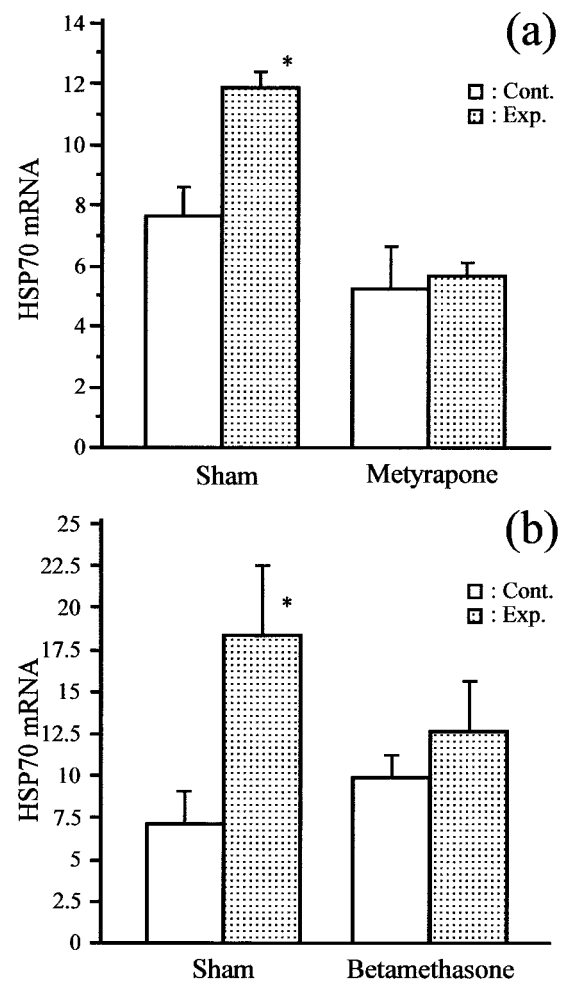 (a)
14
12
10
8
6
4
2
0
HSP70 mRNA
*
: Cont.
: Exp.
Sham Metyrapone
(b)
25
22.5
20
17.5
15
12.5
10
7.5
5
2.5
0
HSP70 mRNA
*
: Cont.
: Exp.
Sham Betamethasone